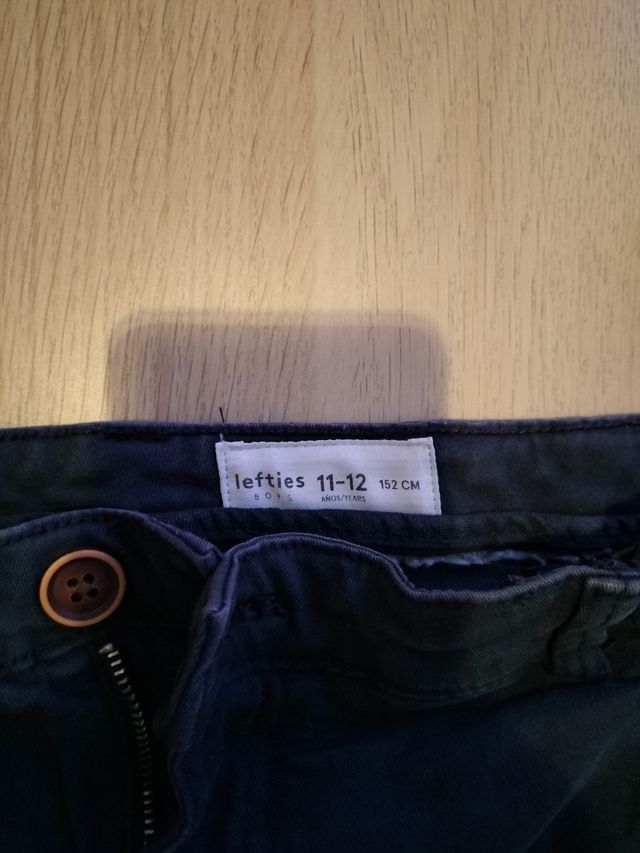 lefties 11-12 152 CM
BOYS AÑOS/YEARS